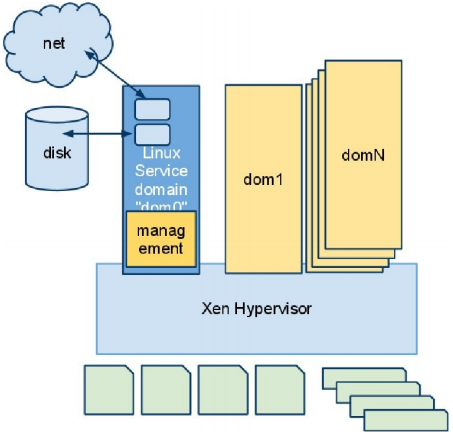 net
disk
Linux
Service
domain
"dom0"
manag
ement
dom1
domN
Xen Hypervisor